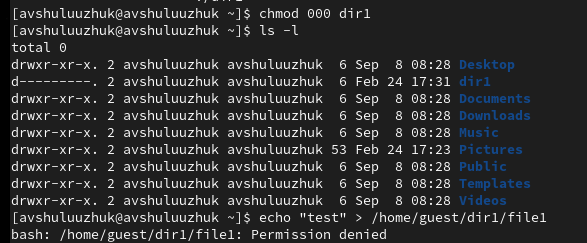 [avshuluuzhuk@avshuluuzhuk ~]$ chmod 000 dir1
[avshuluuzhuk@avshuluuzhuk ~]$ ls -l
total 0
drwxr-xr-x. 2 avshuluuzhuk avshuluuzhuk  6 Sep  8 08:28 Desktop
d---------. 2 avshuluuzhuk avshuluuzhuk  6 Feb 24 17:31 dir1
drwxr-xr-x. 2 avshuluuzhuk avshuluuzhuk  6 Sep  8 08:28 Documents
drwxr-xr-x. 2 avshuluuzhuk avshuluuzhuk  6 Sep  8 08:28 Downloads
drwxr-xr-x. 2 avshuluuzhuk avshuluuzhuk  6 Sep  8 08:28 Music
drwxr-xr-x. 2 avshuluuzhuk avshuluuzhuk 53 Feb 24 17:23 Pictures
drwxr-xr-x. 2 avshuluuzhuk avshuluuzhuk  6 Sep  8 08:28 Public
drwxr-xr-x. 2 avshuluuzhuk avshuluuzhuk  6 Sep  8 08:28 Templates
drwxr-xr-x. 2 avshuluuzhuk avshuluuzhuk  6 Sep  8 08:28 Videos
[avshuluuzhuk@avshuluuzhuk ~]$ echo "test" > /home/guest/dir1/file1
bash: /home/guest/dir1/file1: Permission denied